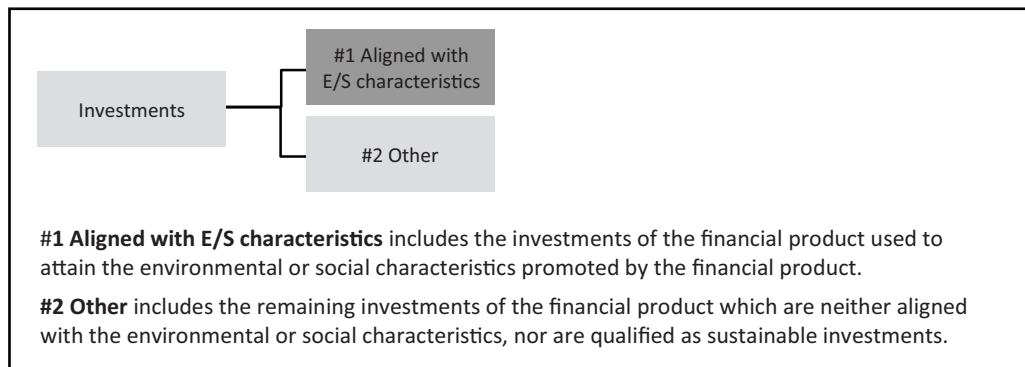 #1 Aligned with
E/S characteristics
Investments
#2 Other
#1 Aligned with E/S characteristics includes the investments of the financial product used to
attain the environmental or social characteristics promoted by the financial product.
#2 Other includes the remaining investments of the financial product which are neither aligned
with the environmental or social characteristics, nor are qualified as sustainable investments.